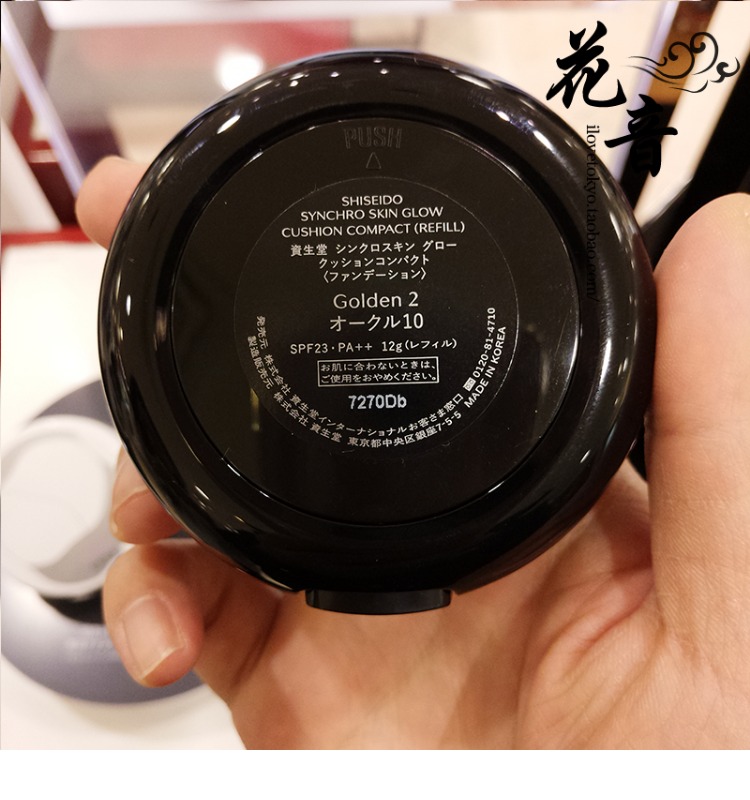 花音
ilovetokyo.taobao.com/
PUSH
SHISEIDO
SYNCHRO SKIN GLOW
CUSHION COMPACT (REFILL)
資生堂 シンクロスキン グロー
クッションコンパクト
〈ファンデーション〉
Golden 2
オークル10
SPF23・PA++ 12g(レフィル)
お肌に合わないときは、
ご使用をおやめください。
7270Db
発売元 株式会社 資生堂インターナショナルお客さま窓口 0120-81-4710
製造販売元 株式会社 資生堂 東京都中央区銀座7-5-5 MADE IN KOREA